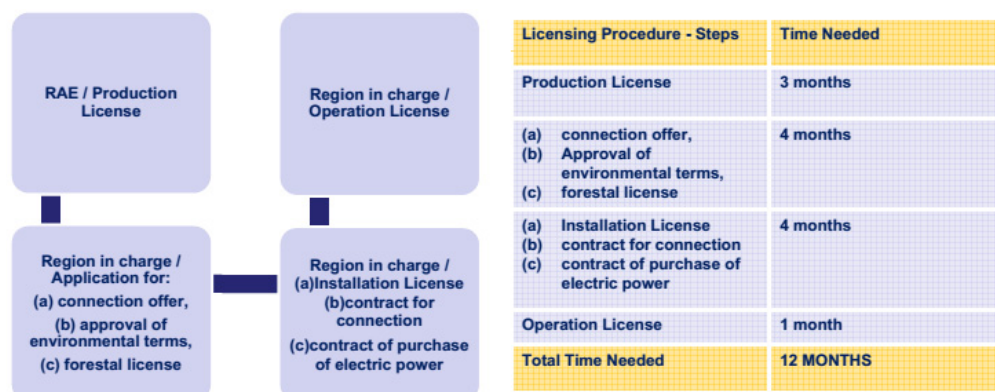 RAE / Production
License
Region in charge /
Operation License
Region in charge /
Application for:
(a) connection offer,
(b) approval of
environmental terms,
(c) forestal license
Region in charge /
(a)Installation License
(b)contract for
connection
(c)contract of purchase
of electric power
Licensing Procedure - Steps Time Needed
Production License 3 months
(a) connection offer, 4 months
(b) Approval of
environmental terms,
(c) forestal license
(a) Installation License 4 months
(b) contract for connection
(c) contract of purchase of
electric power
Operation License 1 month
Total Time Needed 12 MONTHS